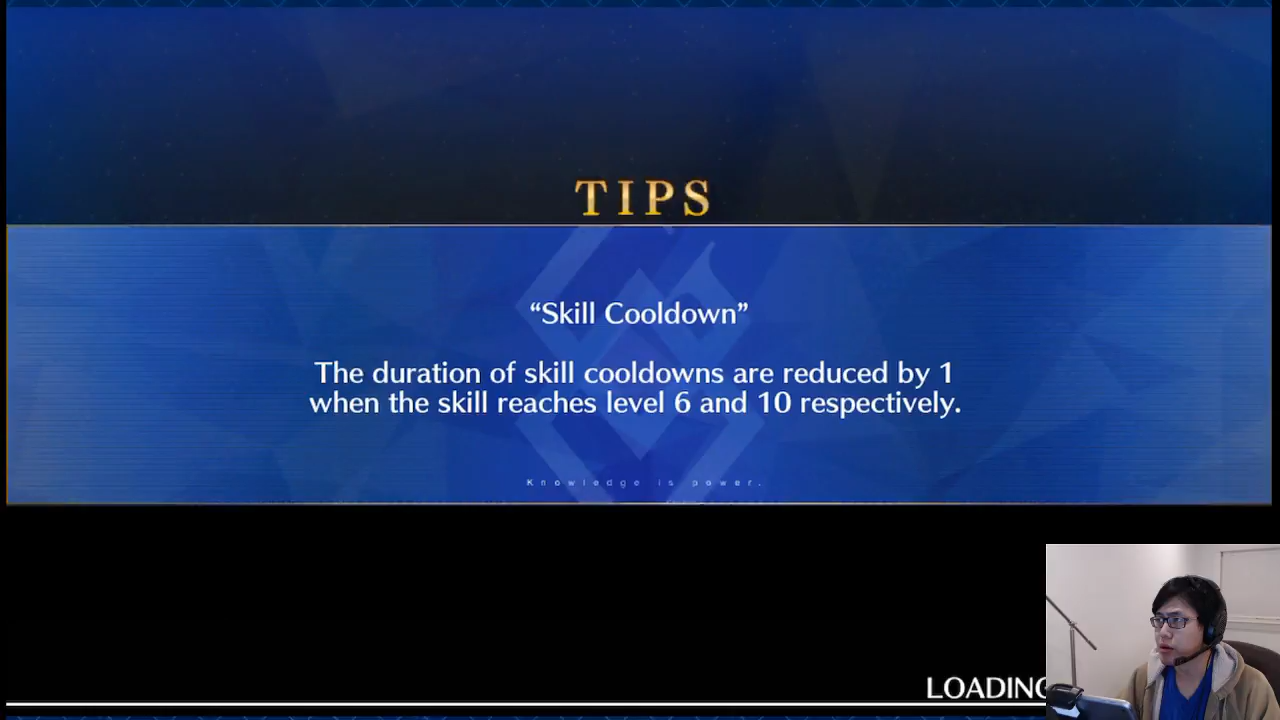 TIPS
“Skill Cooldown”
The duration of skill cooldowns are reduced by 1
when the skill reaches level 6 and 10 respectively.
Knowledge is power.
LOADING